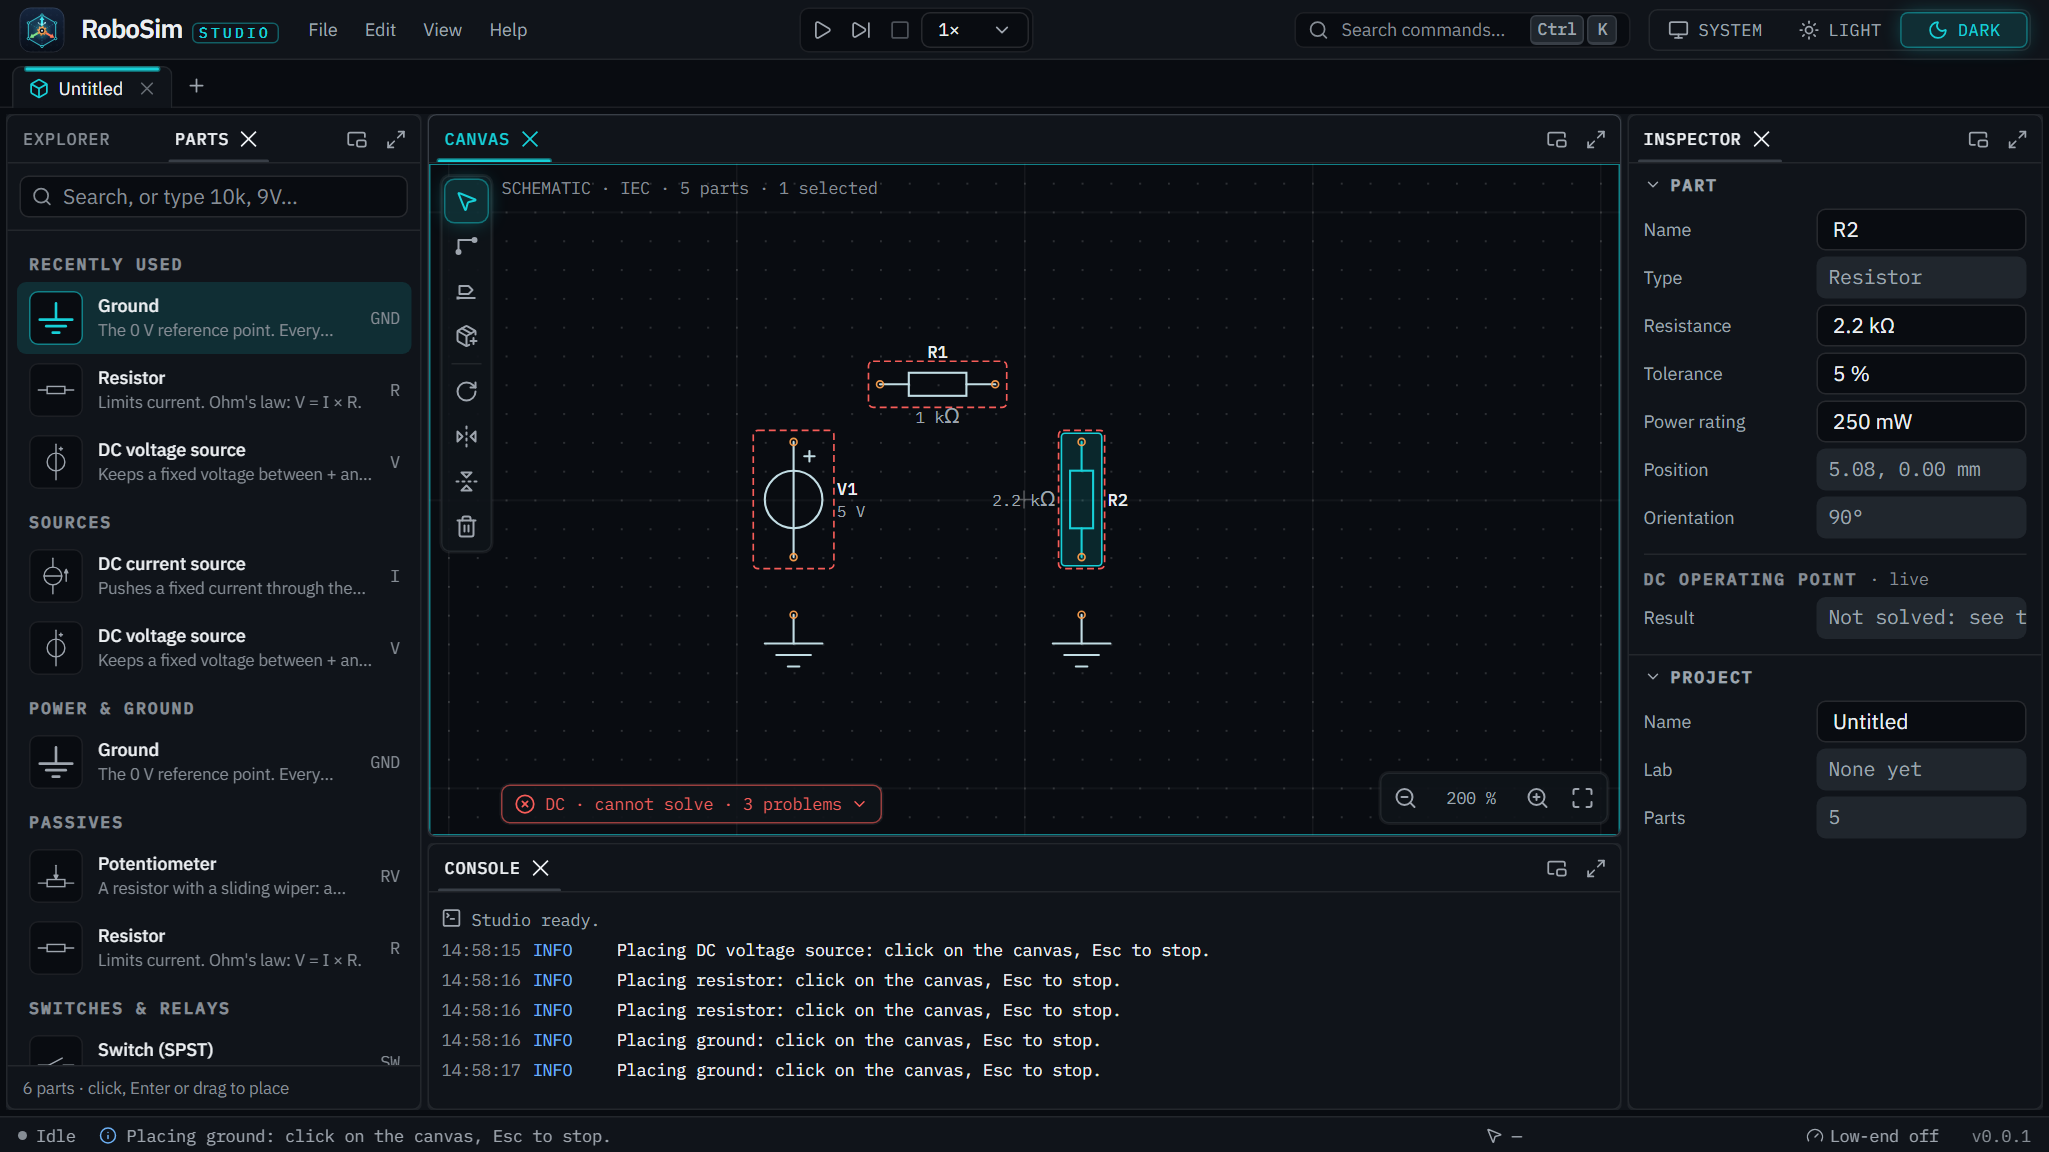 RoboSim STUDIO File Edit View Help 1× Search commands... Ctrl K SYSTEM LIGHT DARK
Untitled
EXPLORER PARTS
Search, or type 10k, 9V...
RECENTLY USED
Ground
The 0 V reference point. Every...
GND
Resistor
Limits current. Ohm's law: V = I × R.
R
DC voltage source
Keeps a fixed voltage between + an...
V
SOURCES
DC current source
Pushes a fixed current through the...
I
DC voltage source
Keeps a fixed voltage between + an...
V
POWER & GROUND
Ground
The 0 V reference point. Every...
GND
PASSIVES
Potentiometer
A resistor with a sliding wiper: a...
RV
Resistor
Limits current. Ohm's law: V = I × R.
R
SWITCHES & RELAYS
Switch (SPST)
SW
6 parts · click, Enter or drag to place
CANVAS
SCHEMATIC · IEC · 5 parts · 1 selected
R1
1 kΩ
+
V1
5 V
2.2 kΩ
R2
DC · cannot solve · 3 problems
200 %
CONSOLE
Studio ready.
14:58:15 INFO Placing DC voltage source: click on the canvas, Esc to stop.
14:58:16 INFO Placing resistor: click on the canvas, Esc to stop.
14:58:16 INFO Placing resistor: click on the canvas, Esc to stop.
14:58:16 INFO Placing ground: click on the canvas, Esc to stop.
14:58:17 INFO Placing ground: click on the canvas, Esc to stop.
INSPECTOR
PART
Name R2
Type Resistor
Resistance 2.2 kΩ
Tolerance 5 %
Power rating 250 mW
Position 5.08, 0.00 mm
Orientation 90°
DC OPERATING POINT · live
Result Not solved: see t
PROJECT
Name Untitled
Lab None yet
Parts 5
Idle Placing ground: click on the canvas, Esc to stop. — Low-end off v0.0.1